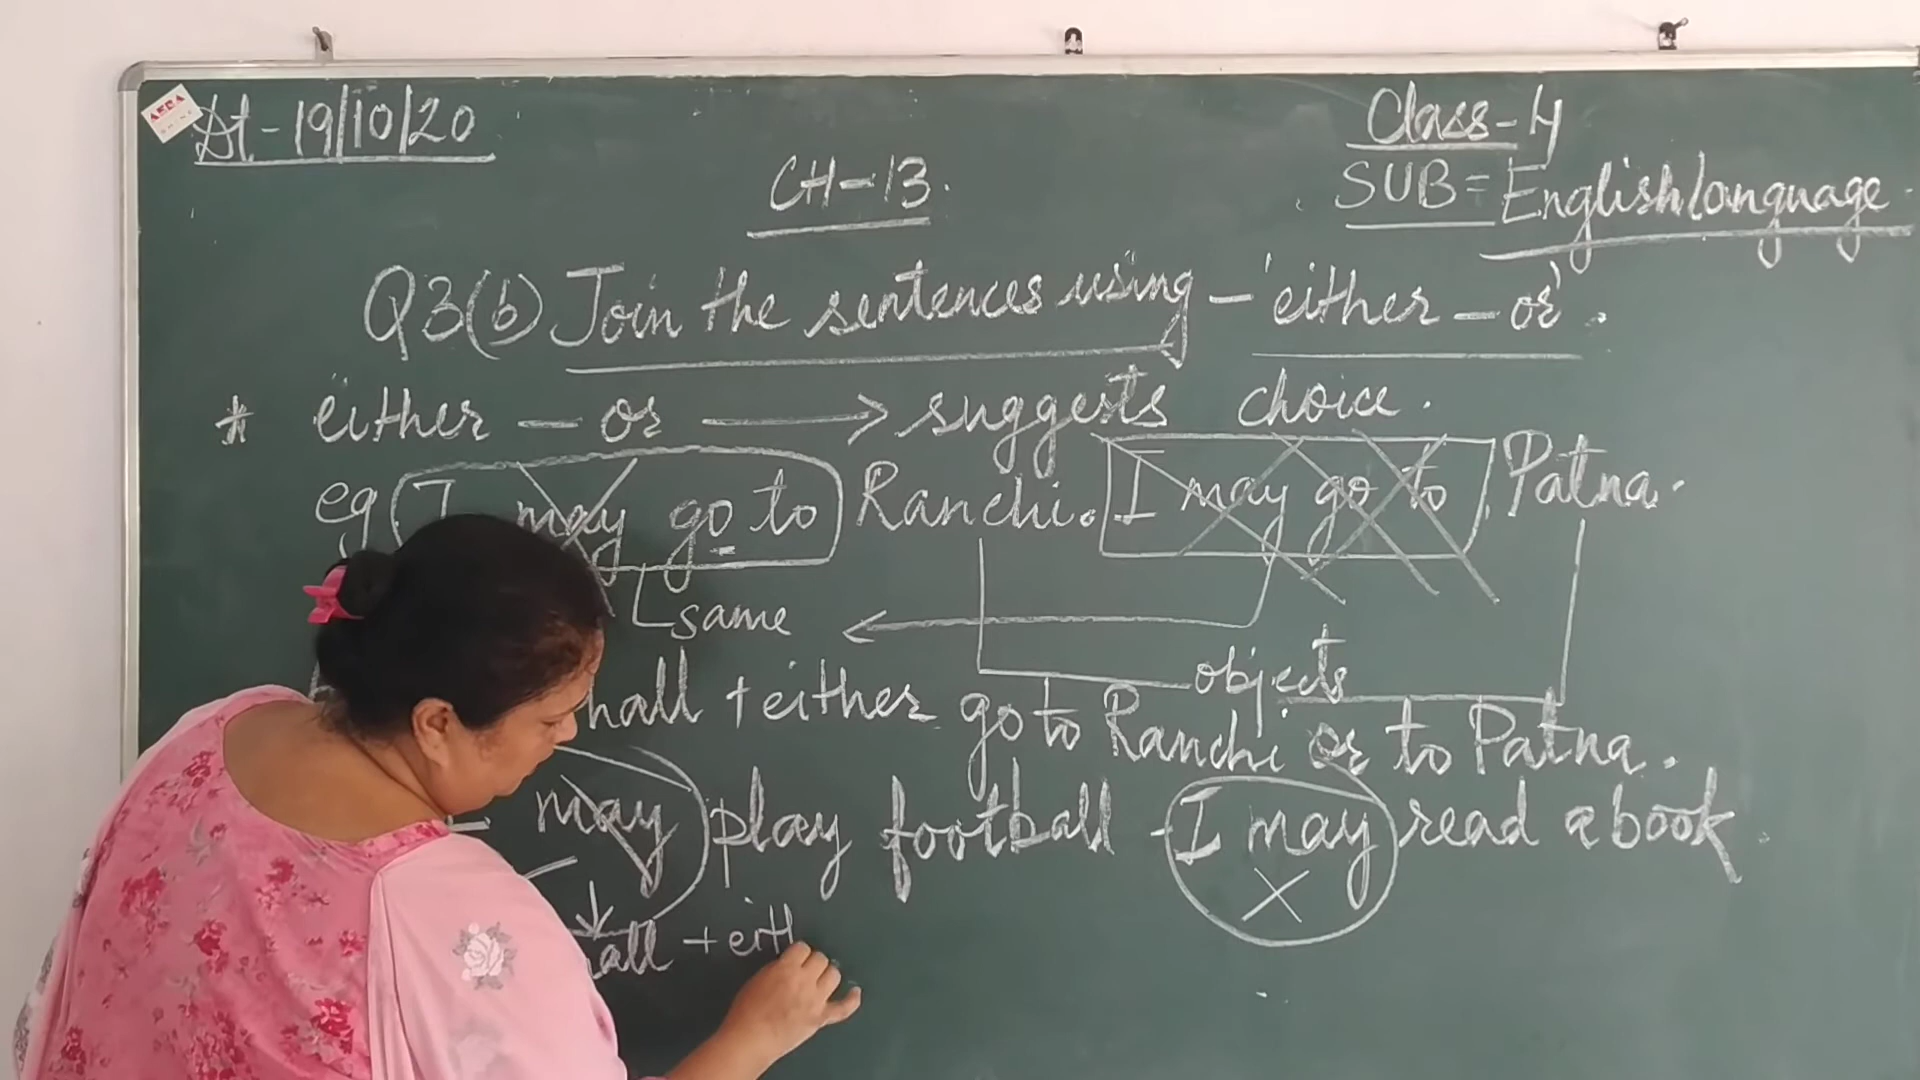 AERA
Dt - 19/10/20
Class - 4
CH-13.
SUB = English language.
Q3(b) Join the sentences using - 'either - or'.
* either - or → suggests choice.
eg I may go to Ranchi. I may go to Patna.
same
objects
hall + either go to Ranchi or to Patna.
may play football. I may read a book.
all + eith